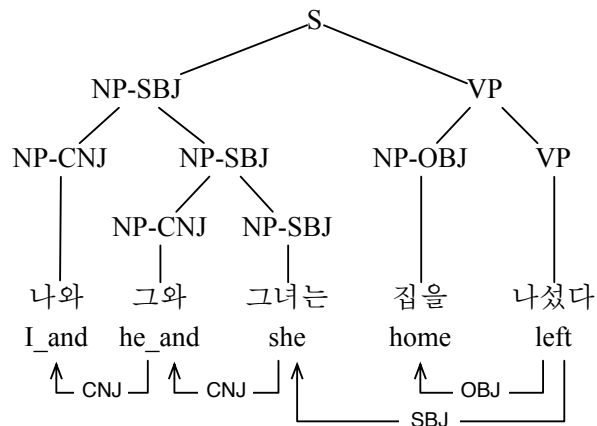 S
NP-SBJ VP
NP-CNJ NP-SBJ NP-OBJ VP
NP-CNJ NP-SBJ
나와 그와 그녀는 집을 나섰다
I_and he_and she home left
CNJ CNJ OBJ
SBJ